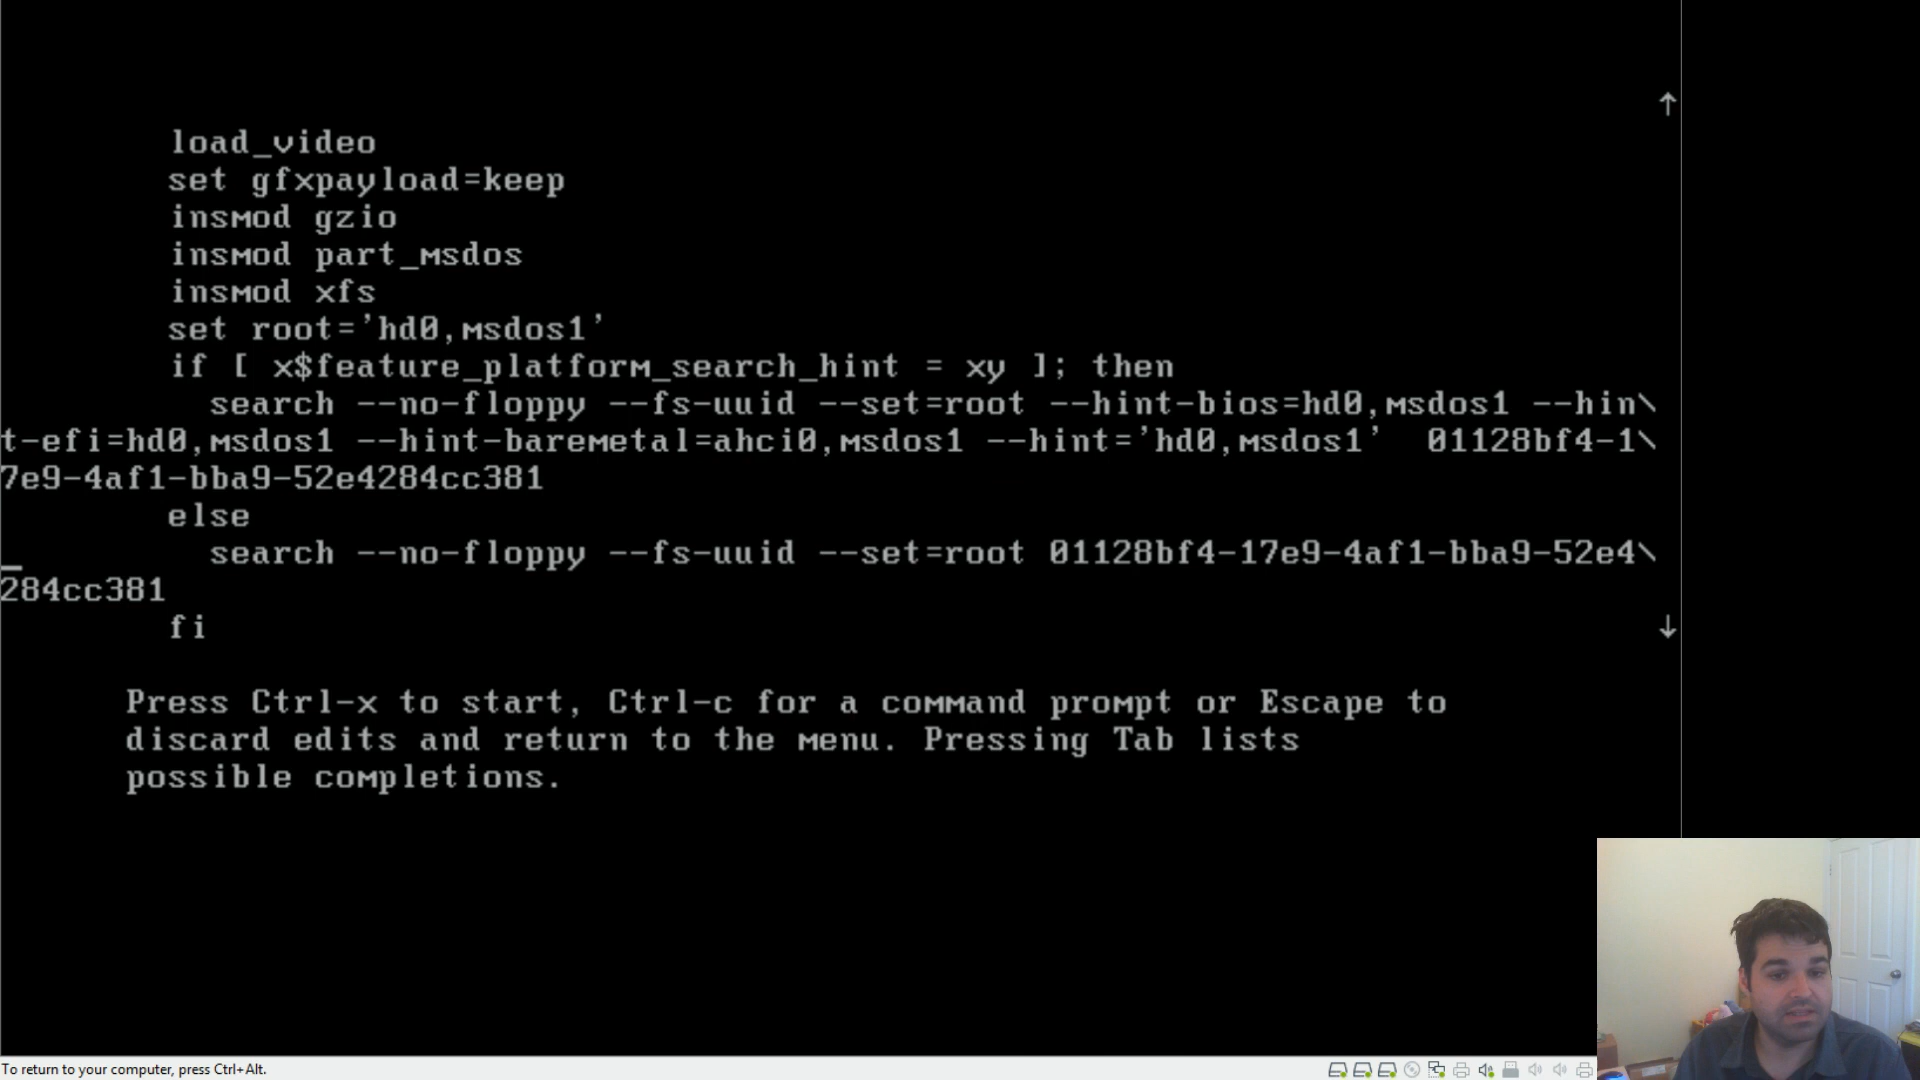 load_video
set gfxpayload=keep
insmod gzio
insmod part_msdos
insmod xfs
set root='hd0,msdos1'
if [ x$feature_platform_search_hint = xy ]; then
search --no-floppy --fs-uuid --set=root --hint-bios=hd0,msdos1 --hin\
t-efi=hd0,msdos1 --hint-baremetal=ahci0,msdos1 --hint='hd0,msdos1'  01128bf4-1\
7e9-4af1-bba9-52e4284cc381
else
search --no-floppy --fs-uuid --set=root 01128bf4-17e9-4af1-bba9-52e4\
284cc381
fi
Press Ctrl-x to start, Ctrl-c for a command prompt or Escape to
discard edits and return to the menu. Pressing Tab lists
possible completions.
To return to your computer, press Ctrl+Alt.